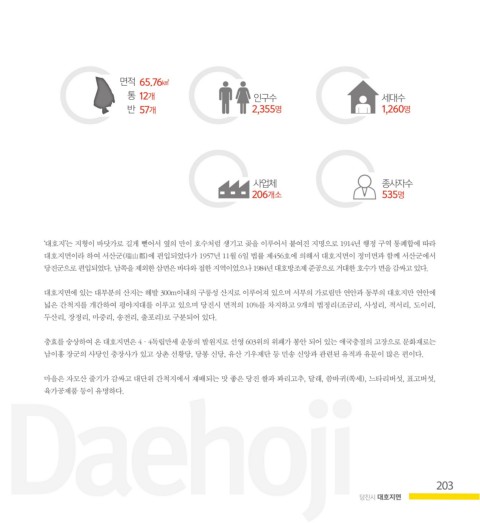 면적 65.76㎢
통 12개
반 57개
인구수
2,355명
세대수
1,260명
사업체
206개소
종사자수
535명
'대호지'는 지형이 바닷가로 길게 뻗어서 옆의 만이 호수처럼 생기고 곶을 이루어서 붙여진 지명으로 1914년 행정 구역 통폐합에 따라
대호지면이라 하여 서산군(瑞山郡)에 편입되었다가 1957년 11월 6일 법률 제456호에 의해서 대호지면이 정미면과 함께 서산군에서
당진군으로 편입되었다. 남쪽을 제외한 삼면은 바다와 접한 지역이었으나 1984년 대호방조제 준공으로 거대한 호수가 면을 감싸고 있다.
대호지면에 있는 대부분의 산지는 해발 300m이내의 구릉성 산지로 이루어져 있으며 서부의 가로림만 연안과 동부의 대호지만 연안에
넓은 간척지를 개간하여 평야지대를 이루고 있으며 당진시 면적의 10%를 차지하고 9개의 법정리(조금리, 사성리, 적서리, 도이리,
두산리, 장정리, 마중리, 송전리, 출포리)로 구분되어 있다.
충효를 숭상하여 온 대호지면은 4 · 4독립만세 운동의 발원지로 선열 603위의 위패가 봉안 되어 있는 애국충절의 고장으로 문화재로는
남이흥 장군의 사당인 충장사가 있고 삼촌 선황당, 당봉 신당, 유산 기우제단 등 민송 신앙과 관련된 유적과 유문이 많은 편이다.
마을은 자모산 줄기가 감싸고 대단위 간척지에서 재배되는 맛 좋은 당진 쌀과 꽈리고추, 달래, 씀바귀(쪽세), 느타리버섯, 표고버섯,
육가공제품 등이 유명하다.
Daehoji
203
당진시 대호지면